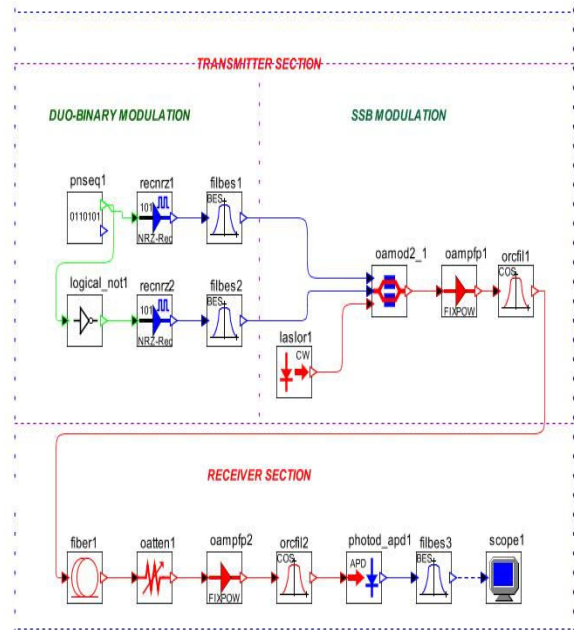 TRANSMITTER SECTION
DUO-BINARY MODULATION
SSB MODULATION
pnseq1
recnrz1
filbes1
0110101
101
NRZ-Rec
BES
oamod2_1
oampfp1
orcfil1
FIXPOW
COS
logical_not1
recnrz2
filbes2
101
NRZ-Rec
BES
laslor1
CW
RECEIVER SECTION
fiber1
oatten1
oampfp2
orcfil2
photod_apd1
filbes3
scope1
FIXPOW
COS
APD
BES